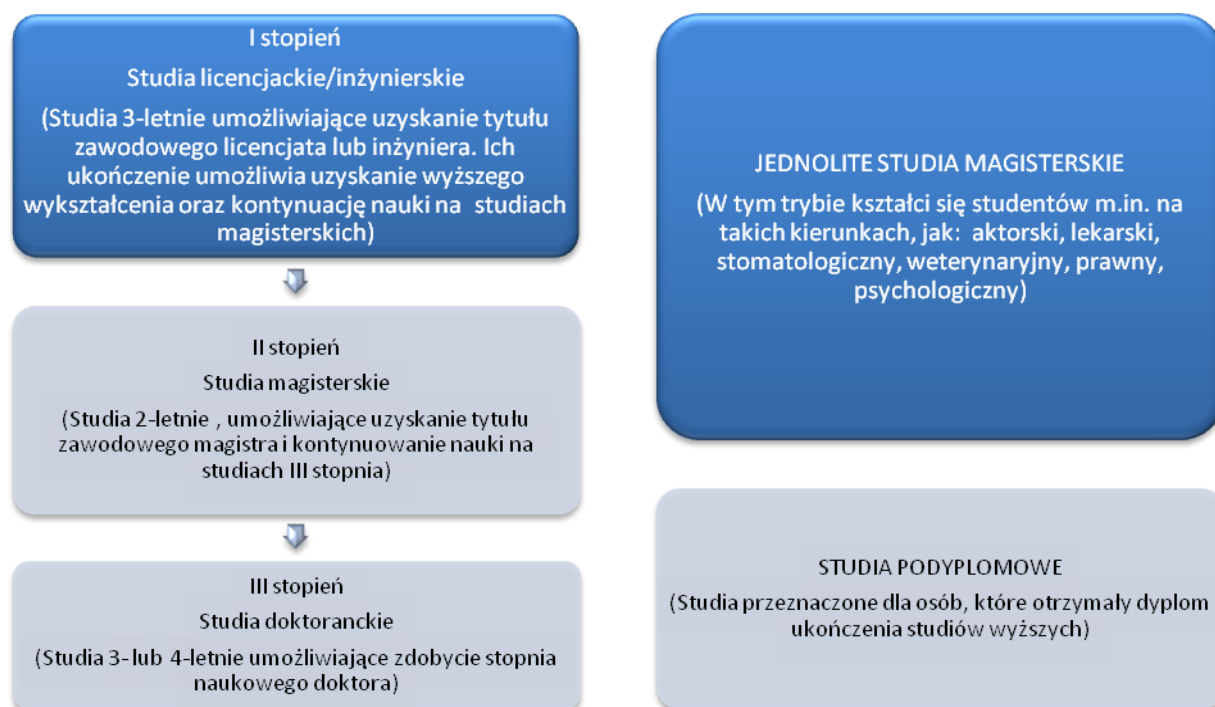 I stopień
Studia licencjackie/inżynierskie
(Studia 3-letnie umożliwiające uzyskanie tytułu
zawodowego licencjata lub inżyniera. Ich
ukończenie umożliwia uzyskanie wyższego
wykształcenia oraz kontynuację nauki na studiach
magisterskich)
II stopień
Studia magisterskie
(Studia 2-letnie , umożliwiające uzyskanie tytułu
zawodowego magistra i kontynuowanie nauki na
studiach III stopnia)
III stopień
Studia doktoranckie
(Studia 3- lub 4-letnie umożliwiające zdobycie stopnia
naukowego doktora)
JEDNOLITE STUDIA MAGISTERSKIE
(W tym trybie kształci się studentów m.in. na
takich kierunkach, jak: aktorski, lekarski,
stomatologiczny, weterynaryjny, prawny,
psychologiczny)
STUDIA PODYPLOMOWE
(Studia przeznaczone dla osób, które otrzymały dyplom
ukończenia studiów wyższych)